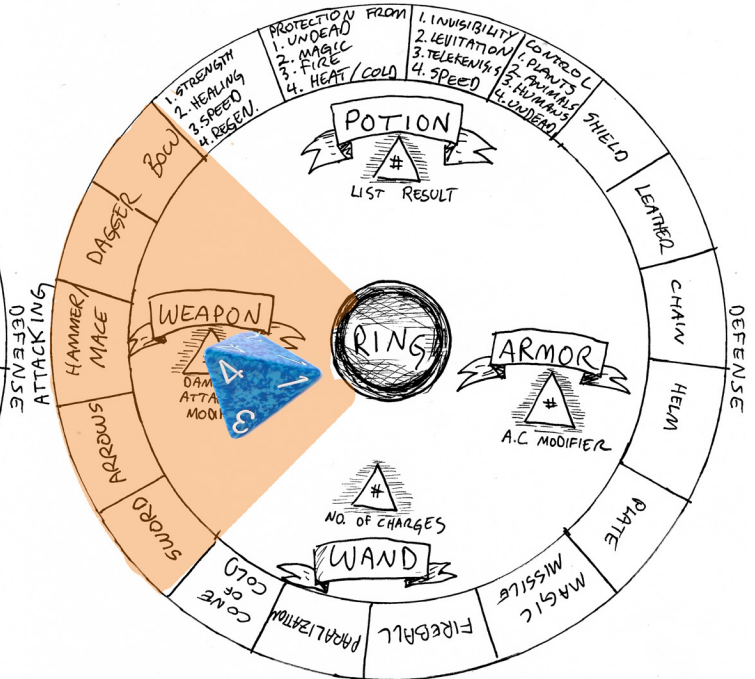 1. STRENGTH
2. HEALING
3. SPEED
4. REGEN.
PROTECTION FROM
1. UNDEAD
2. MAGIC
3. FIRE
4. HEAT/COLD
1. INVISIBILITY
2. LEVITATION
3. TELEKENISIS
4. SPEED
CONTROL
1. PLANTS
2. ANIMALS
3. HUMANS
4. UNDEAD
SHIELD
LEATHER
CHAIN
HELM
PLATE
MAGIC
MISSILE
FIREBALL
PARALIZATION
CONE
OF
COLD
SWORD
ARROWS
HAMMER/
MACE
DAGGER
BOW
POTION
#
LIST RESULT
WEAPON
4
1
3
RING
ARMOR
#
A.C MODIFIER
#
NO. OF CHARGES
WAND
ATTACKING
DEFENSE
DEFENSE